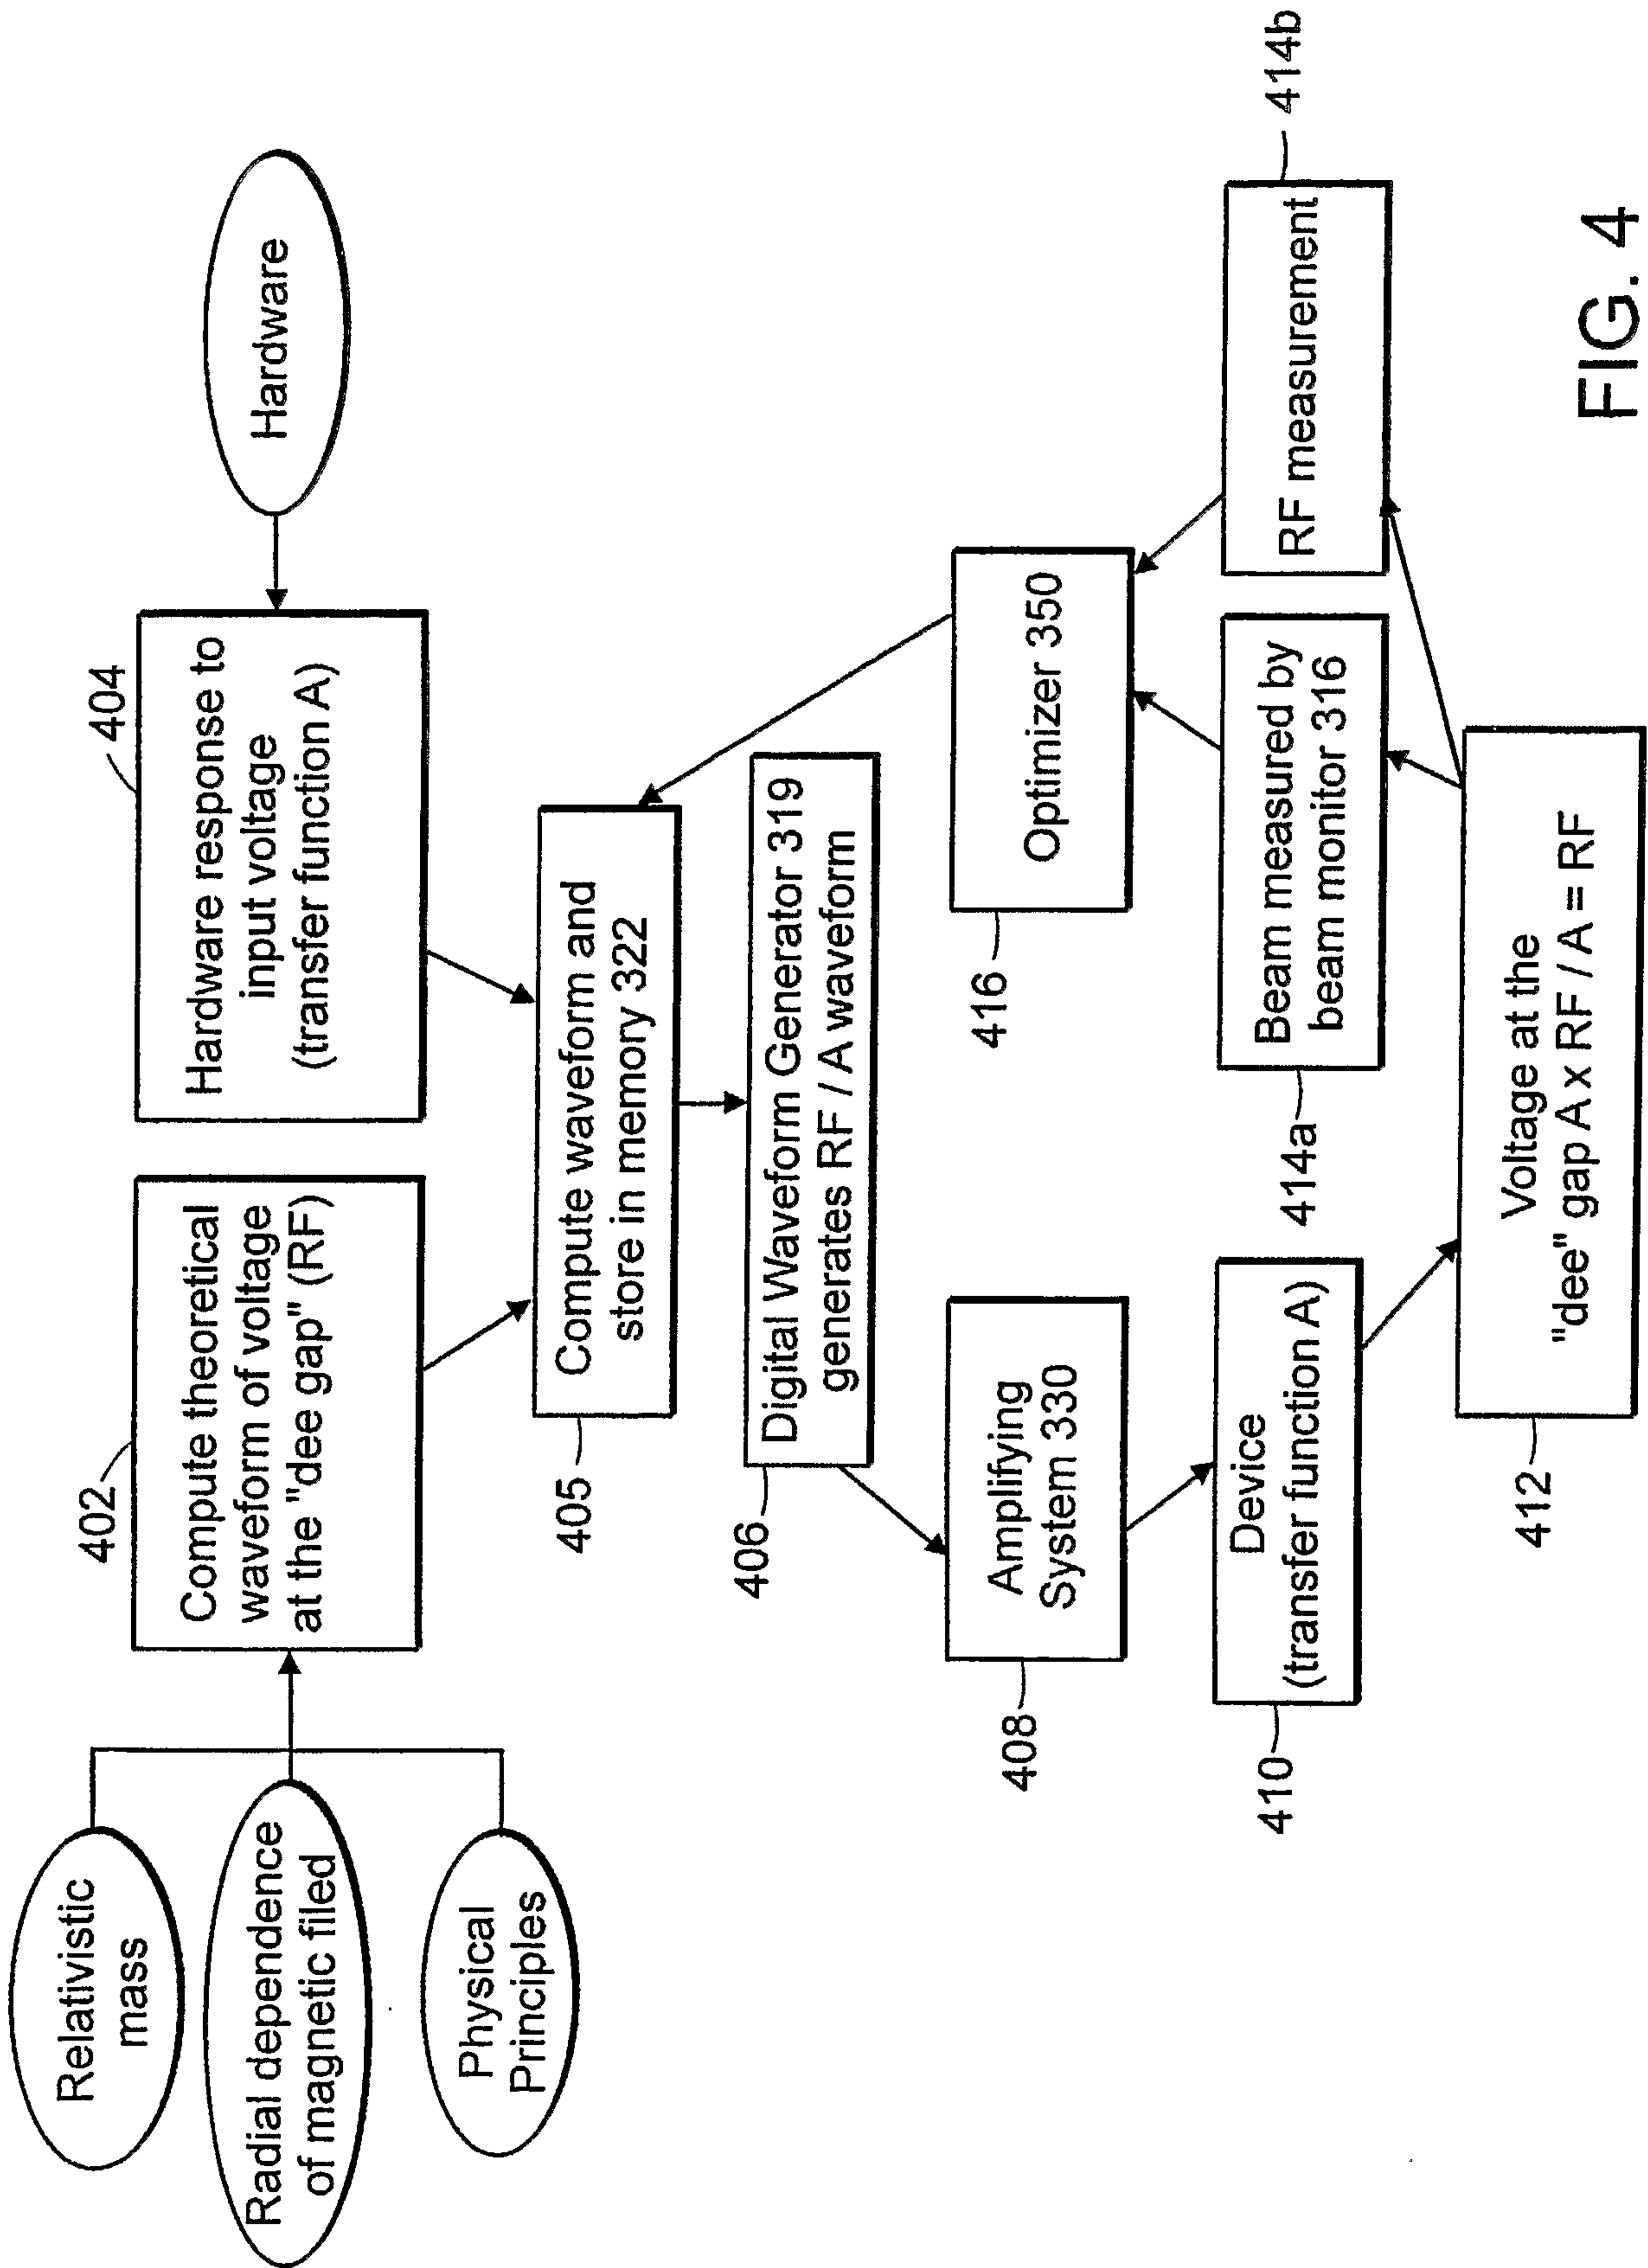 Relativistic
mass
Radial dependence
of magnetic filed
Physical
Principles
402
Compute theoretical
waveform of voltage
at the "dee gap" (RF)
404
Hardware response to
input voltage
(transfer function A)
Hardware
405
Compute waveform and
store in memory 322
406
Digital Waveform Generator 319
generates RF / A waveform
408
Amplifying
System 330
416
Optimizer 350
410
Device
(transfer function A)
414a
Beam measured by
beam monitor 316
RF measurement
414b
412
Voltage at the
"dee" gap A x RF / A = RF
FIG. 4